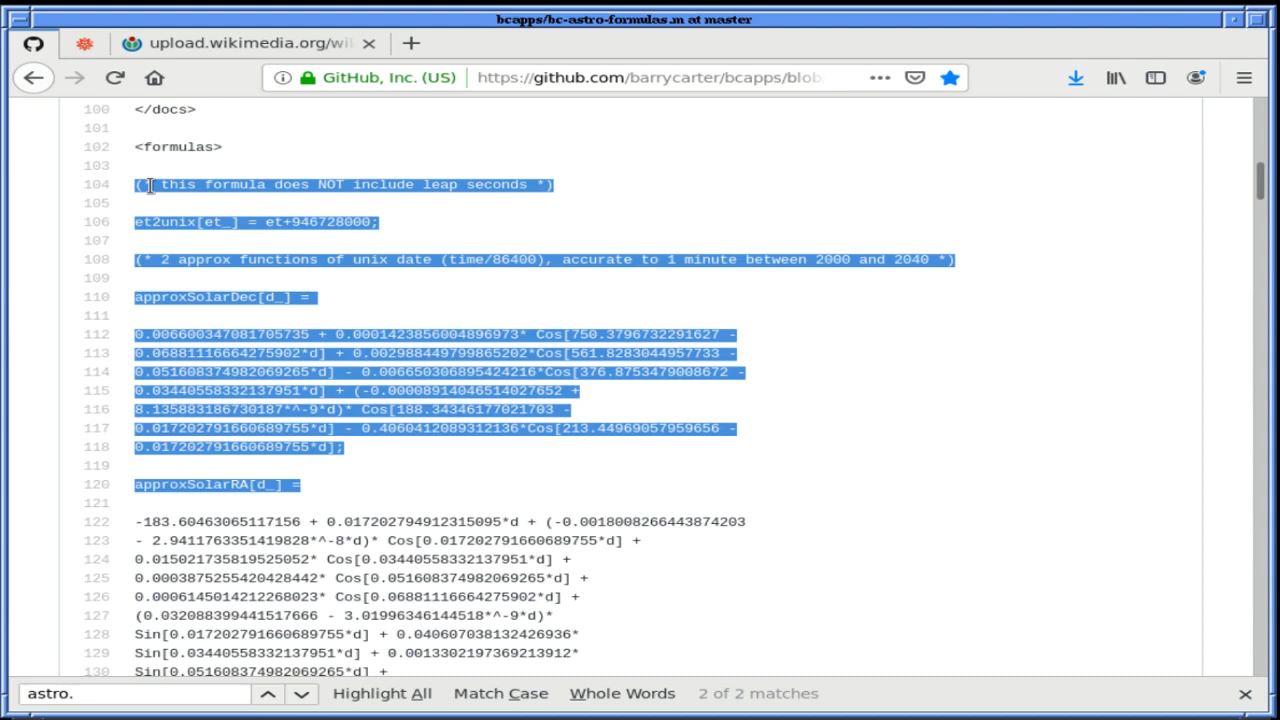 bcapps/bc-astro-formulas.m at master
upload.wikimedia.org/wi
GitHub, Inc. (US)
https://github.com/barrycarter/bcapps/blob
100 </docs>
101
102 <formulas>
103
104 (* this formula does NOT include leap seconds *)
105
106 et2unix[et_] = et+946728000;
107
108 (* 2 approx functions of unix date (time/86400), accurate to 1 minute between 2000 and 2040 *)
109
110 approxSolarDec[d_] =
111
112 0.006600347081705735 + 0.0001423856004896973* Cos[750.3796732291627 -
113 0.06881116664275902*d] + 0.002988449799865202*Cos[561.8283044957733 -
114 0.051608374982069265*d] - 0.006650306895424216*Cos[376.8753479008672 -
115 0.03440558332137951*d] + (-0.00008914046514027652 +
116 8.135883186730187*^-9*d)* Cos[188.34346177021703 -
117 0.017202791660689755*d] - 0.4060412089312136*Cos[213.44969057959656 -
118 0.017202791660689755*d];
119
120 approxSolarRA[d_] =
121
122 -183.60463065117156 + 0.017202794912315095*d + (-0.0018008266443874203
123 - 2.9411763351419828*^-8*d)* Cos[0.017202791660689755*d] +
124 0.015021735819525052* Cos[0.03440558332137951*d] +
125 0.0003875255420428442* Cos[0.051608374982069265*d] +
126 0.0006145014212268023* Cos[0.06881116664275902*d] +
127 (0.032088399441517666 - 3.01996346144518*^-9*d)*
128 Sin[0.017202791660689755*d] + 0.040607038132426936*
129 Sin[0.03440558332137951*d] + 0.0013302197369213912*
130 Sin[0.051608374982069265*d] +
astro.
Highlight All
Match Case
Whole Words
2 of 2 matches